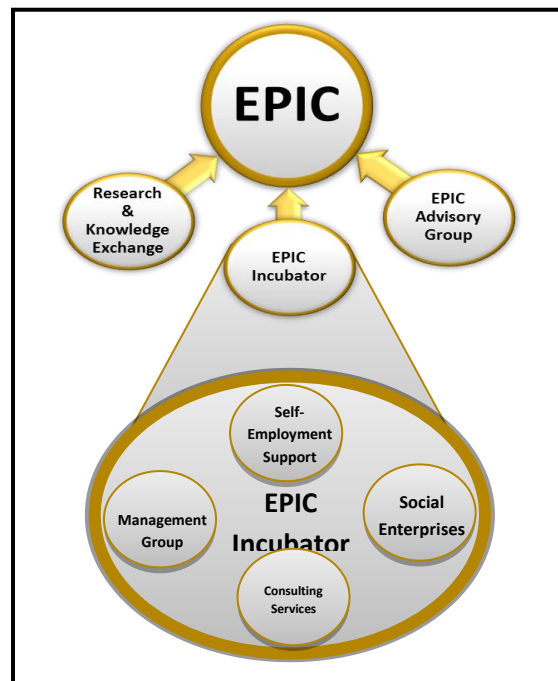 EPIC
Research
&
Knowledge
Exchange
EPIC
Advisory
Group
EPIC
Incubator
Self-
Employment
Support
EPIC
Incubator
Management
Group
Social
Enterprises
Consulting
Services